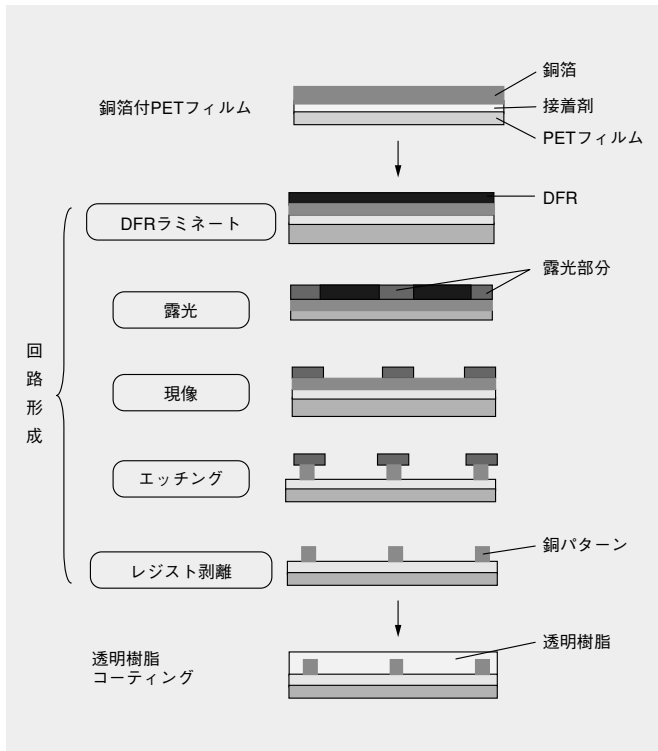 銅箔付PETフィルム
銅箔
接着剤
PETフィルム
DFRラミネート
DFR
露光
露光部分
回路形成
現像
エッチング
レジスト剥離
銅パターン
透明樹脂
コーティング
透明樹脂